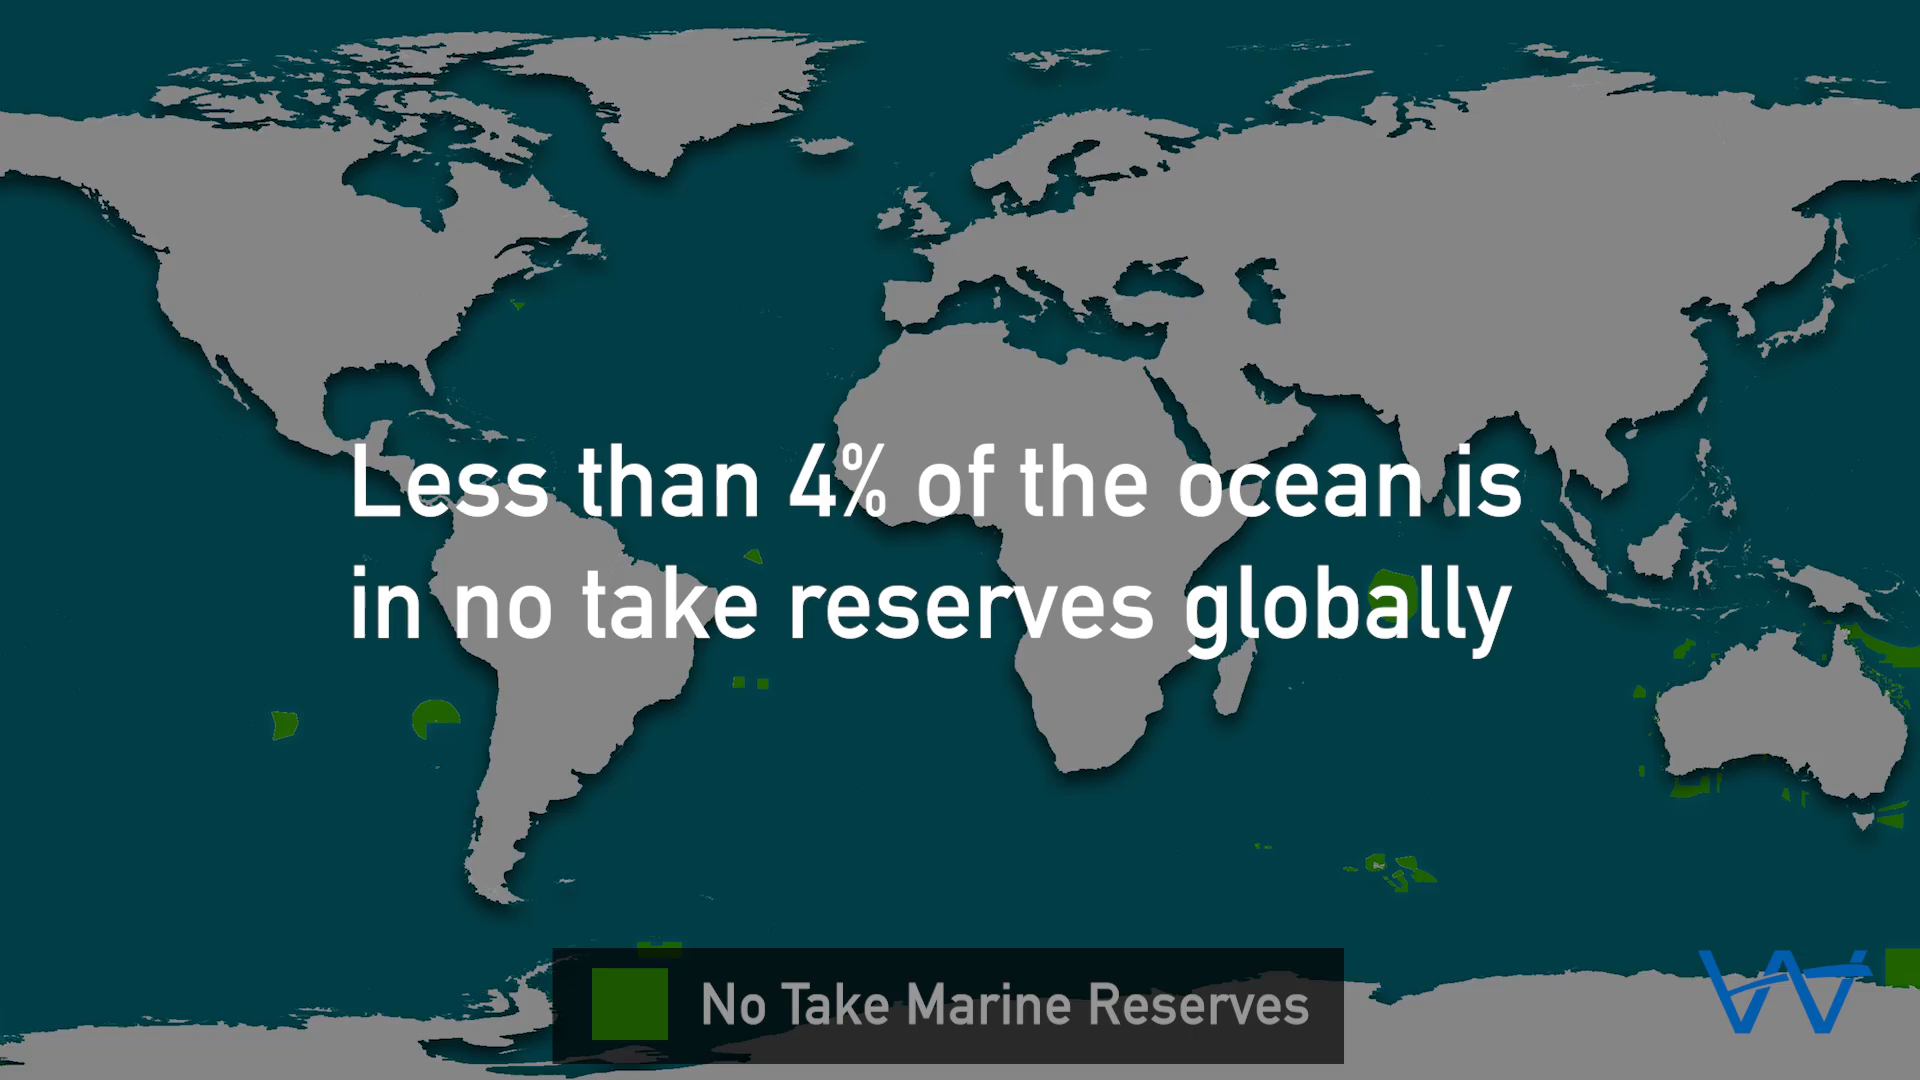 Less than 4% of the ocean is
in no take reserves globally
No Take Marine Reserves